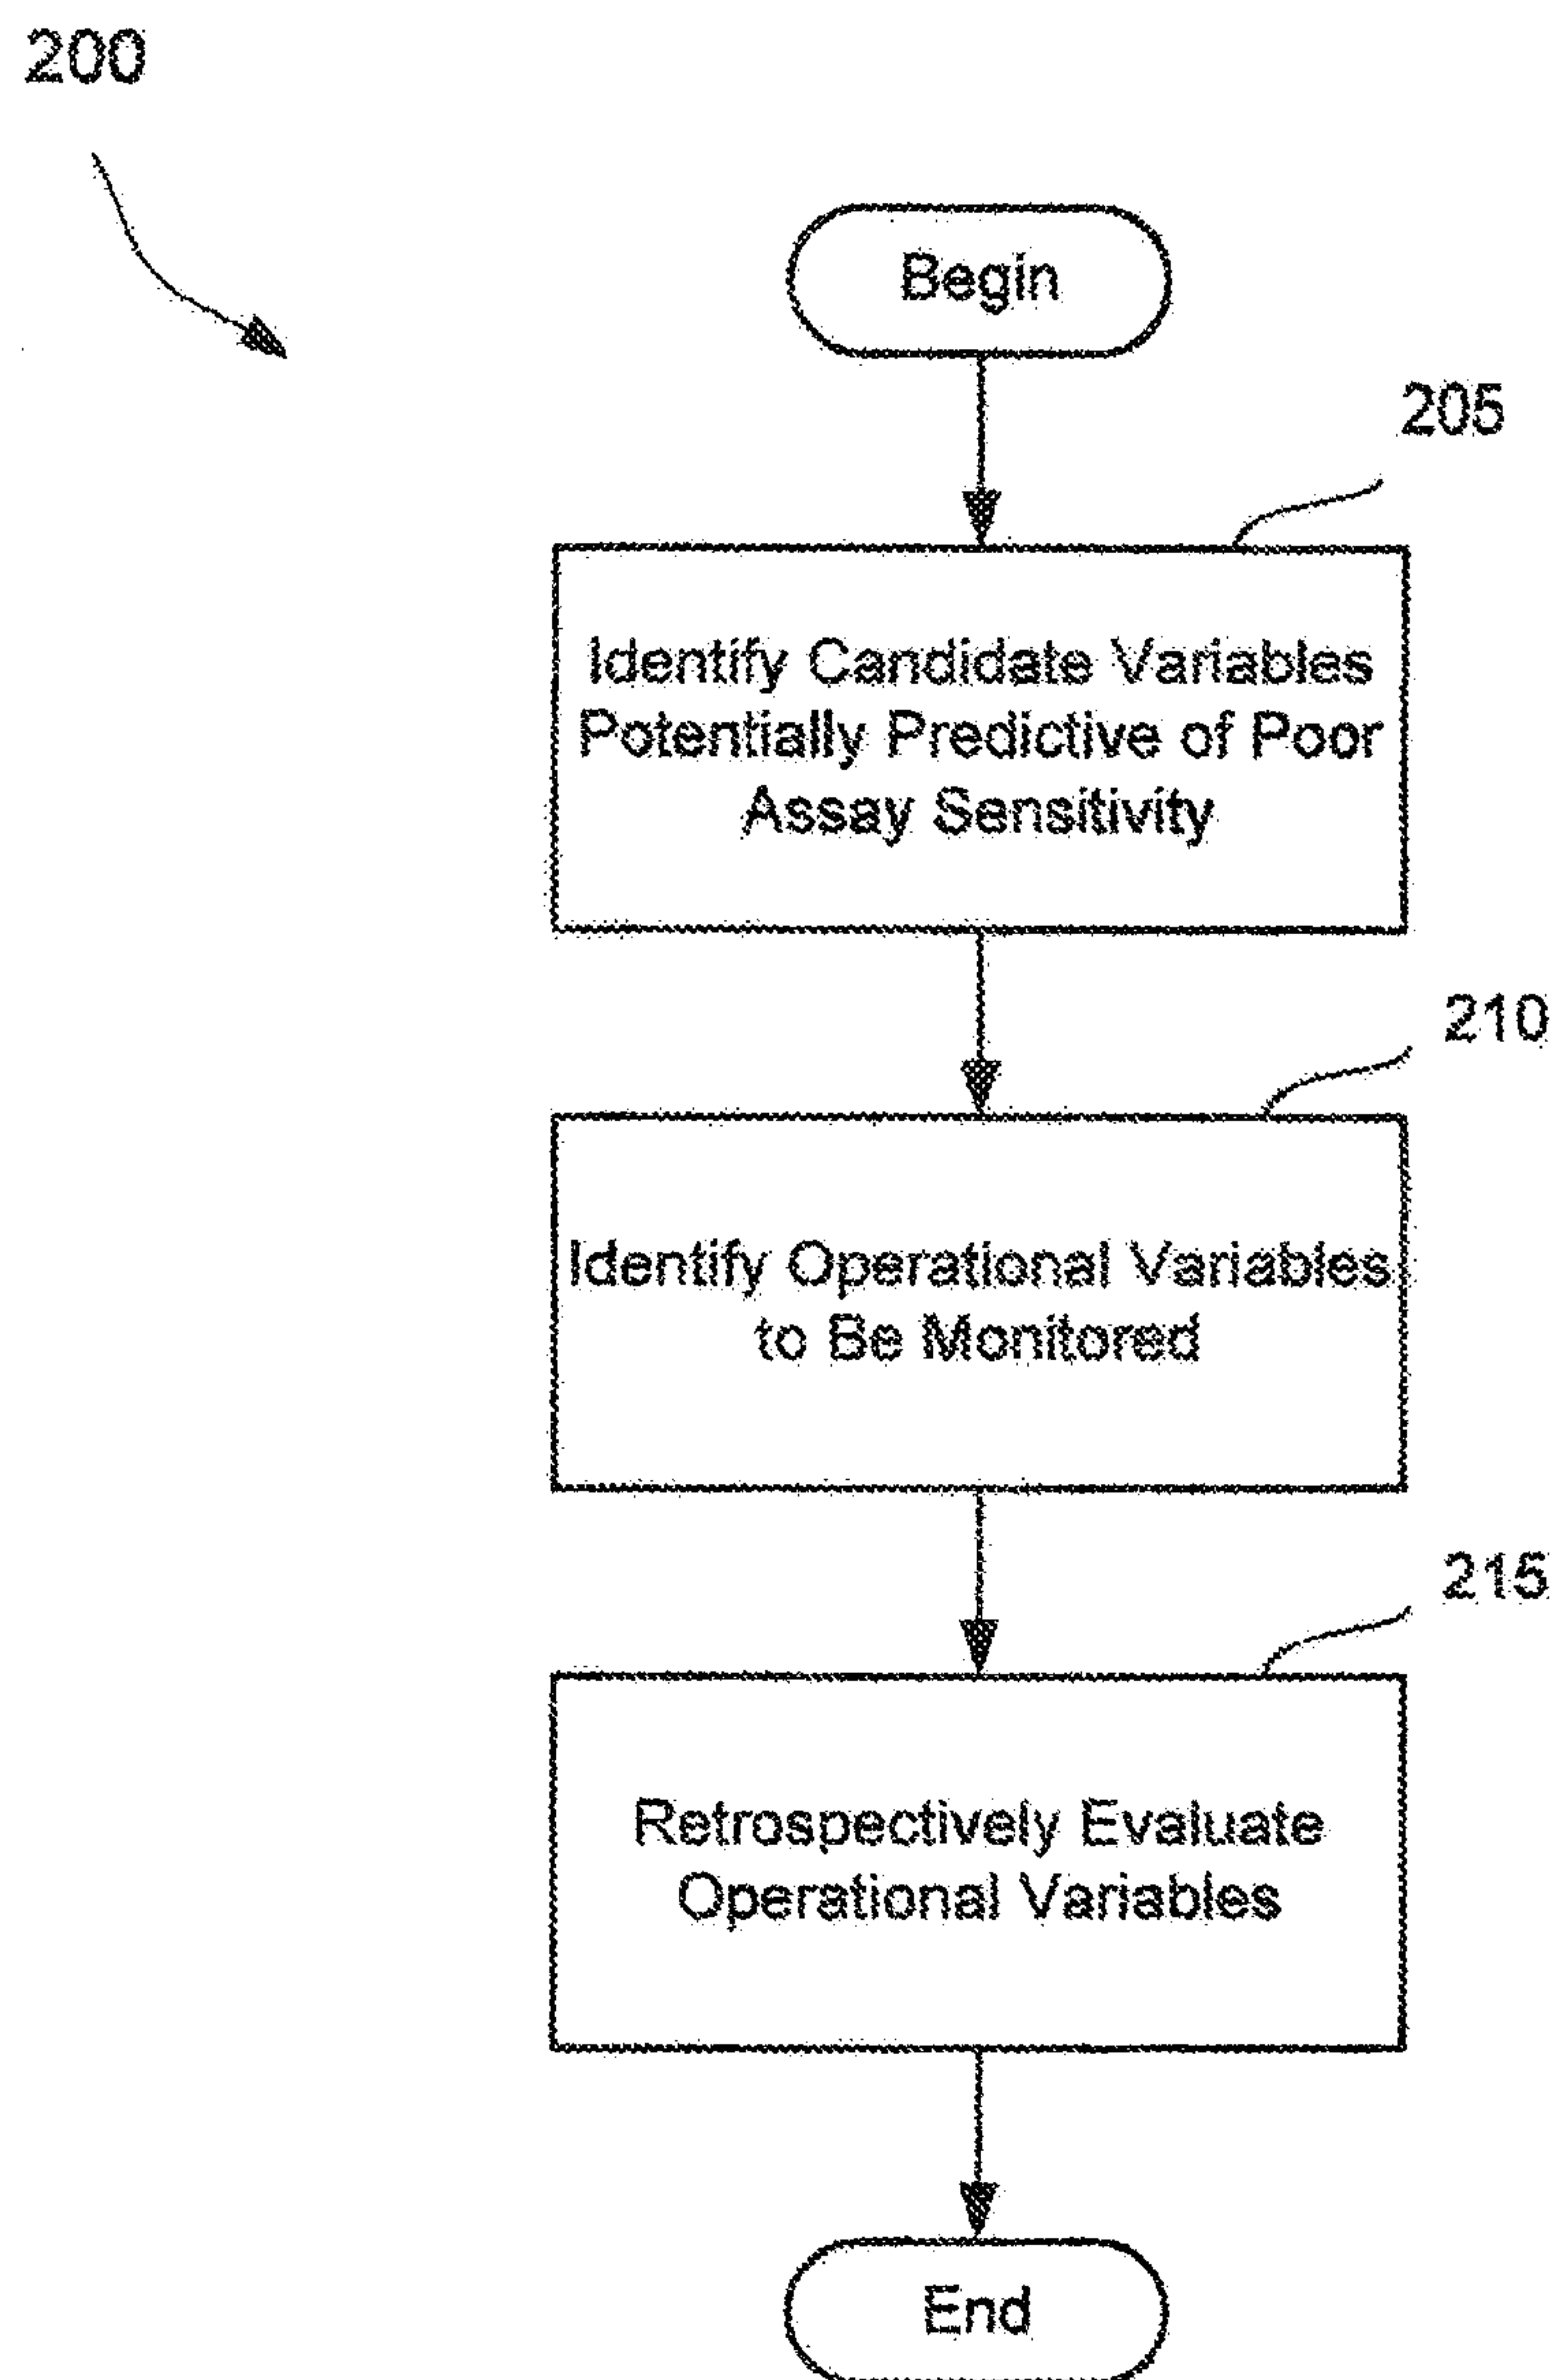 200
Begin
205
Identify Candidate Variables
Potentially Predictive of Poor
Assay Sensitivity
210
Identify Operational Variables
to Be Monitored
215
Retrospectively Evaluate
Operational Variables
End